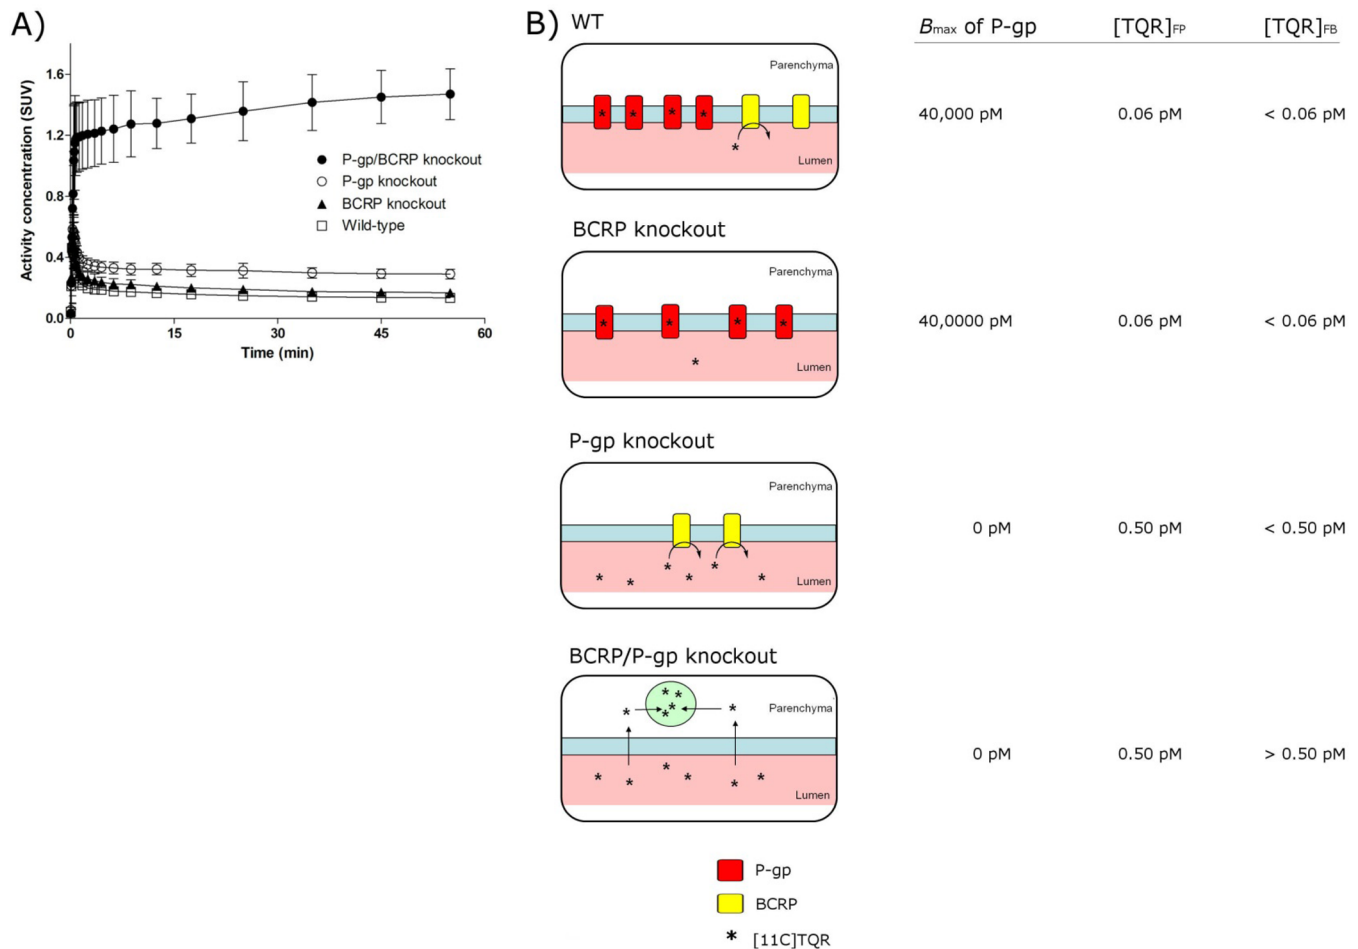 A)
Activity concentration (SUV)
1.6
1.2
0.8
0.4
0.0
0
15
30
45
60
Time (min)
P-gp/BCRP knockout
P-gp knockout
BCRP knockout
Wild-type
B)
WT
Bmax of P-gp [TQR]FP [TQR]FB
Parenchyma
Lumen
40,000 pM 0.06 pM < 0.06 pM
BCRP knockout
Parenchyma
Lumen
40,0000 pM 0.06 pM < 0.06 pM
P-gp knockout
Parenchyma
Lumen
0 pM 0.50 pM < 0.50 pM
BCRP/P-gp knockout
Parenchyma
Lumen
0 pM 0.50 pM > 0.50 pM
P-gp
BCRP
* [11C]TQR